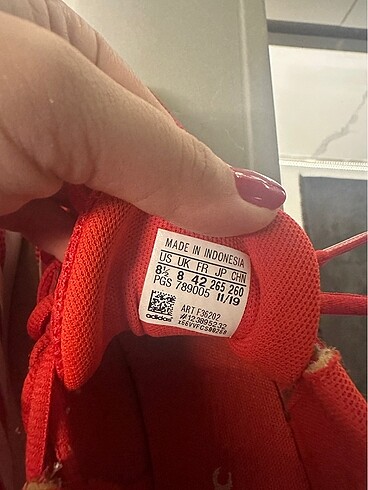 MADE IN INDONESIA
US UK FR JP CHN
8½ 8 42 265 260
PGS 789005 11/19
ART F36202
adidas